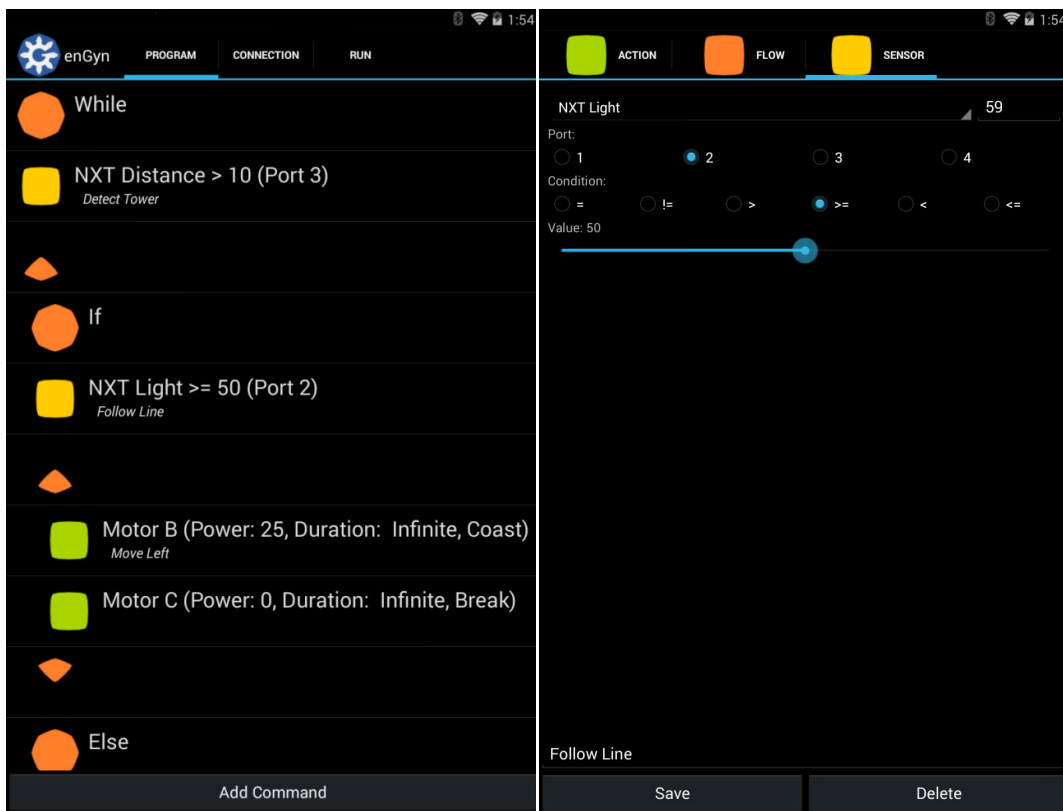 1:54
enGyn PROGRAM CONNECTION RUN
While
NXT Distance > 10 (Port 3)
Detect Tower
If
NXT Light >= 50 (Port 2)
Follow Line
Motor B (Power: 25, Duration:  Infinite, Coast)
Move Left
Motor C (Power: 0, Duration:  Infinite, Break)
Else
Add Command
1:54
ACTION FLOW SENSOR
NXT Light 59
Port:
1 2 3 4
Condition:
= != > >= < <=
Value: 50
Follow Line
Save Delete